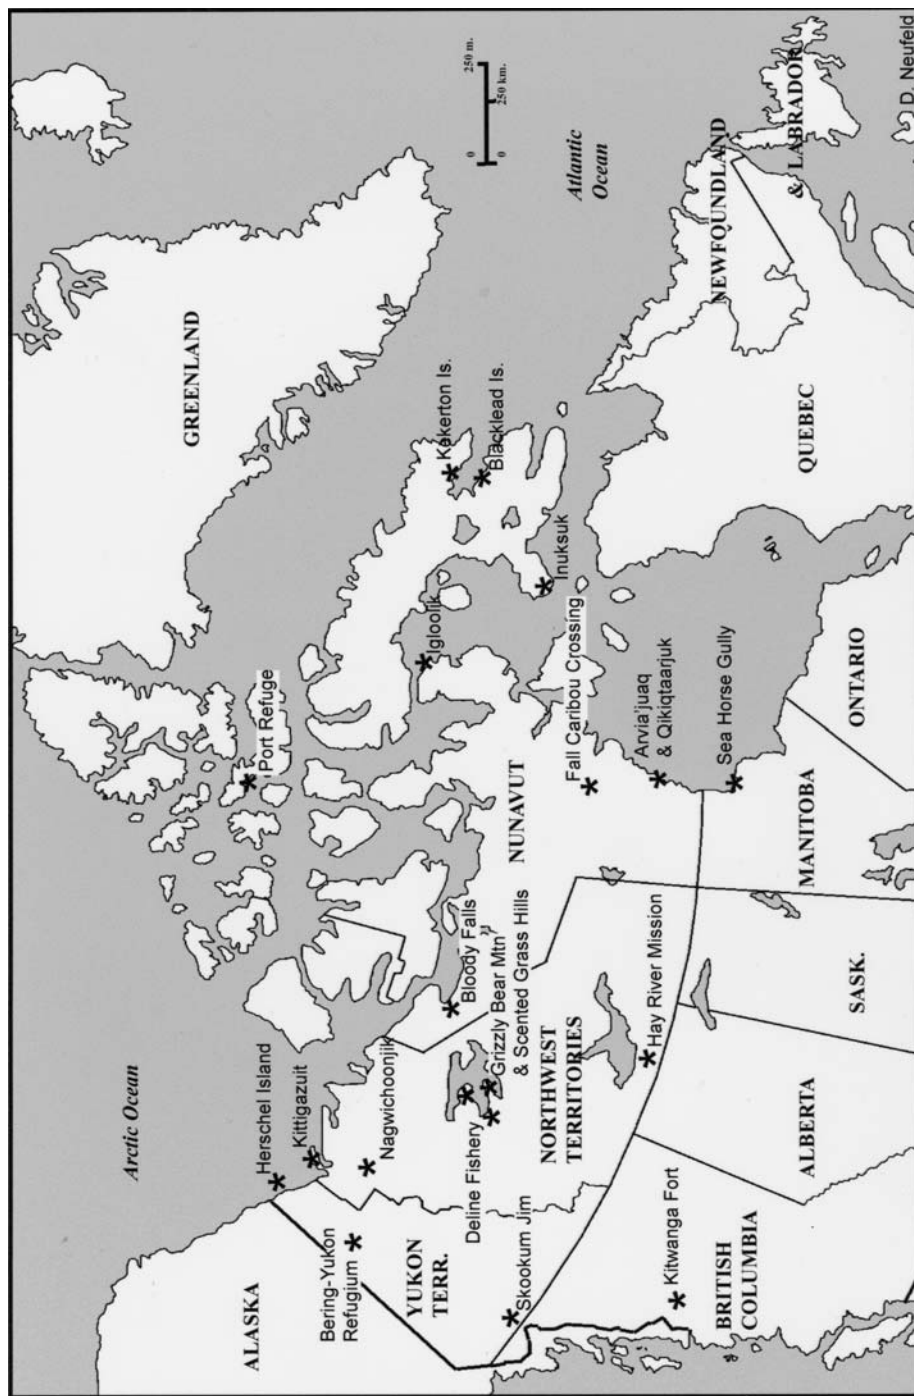 Arctic Ocean
GREENLAND
ALASKA
Herschel Island
Kittigazuit
Port Refuge
Bering-Yukon
Refugium
Nagwichoonjik
YUKON
TERR.
Igloolik
Kekerton Is.
Blacklead Is.
250 m.
0
250 km.
0
Bloody Falls
Grizzly Bear Mtn
& Scented Grass Hills
Deline Fishery
NUNAVUT
Skookum Jim
NORTHWEST
TERRITORIES
Inuksuk
Atlantic
Ocean
Fall Caribou Crossing
Arvia'juaq
& Qikiqtaarjuk
Hay River Mission
Kitwanga Fort
Sea Horse Gully
BRITISH
COLUMBIA
ALBERTA
SASK.
MANITOBA
ONTARIO
QUEBEC
NEWFOUNDLAND
& LABRADOR
D. Neufeld